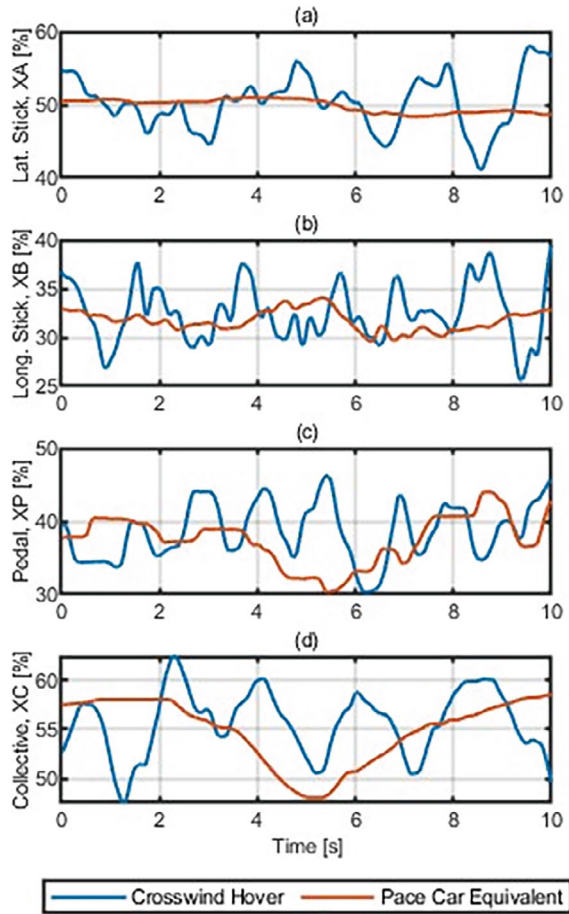 (a)
60
50
40
Lat. Stick, XA [%]
0 2 4 6 8 10
(b)
40
35
30
25
Long. Stick, XB [%]
0 2 4 6 8 10
(c)
50
40
30
Pedal, XP [%]
0 2 4 6 8 10
(d)
60
55
50
Collective, XC [%]
0 2 4 6 8 10
Time [s]
Crosswind Hover Pace Car Equivalent